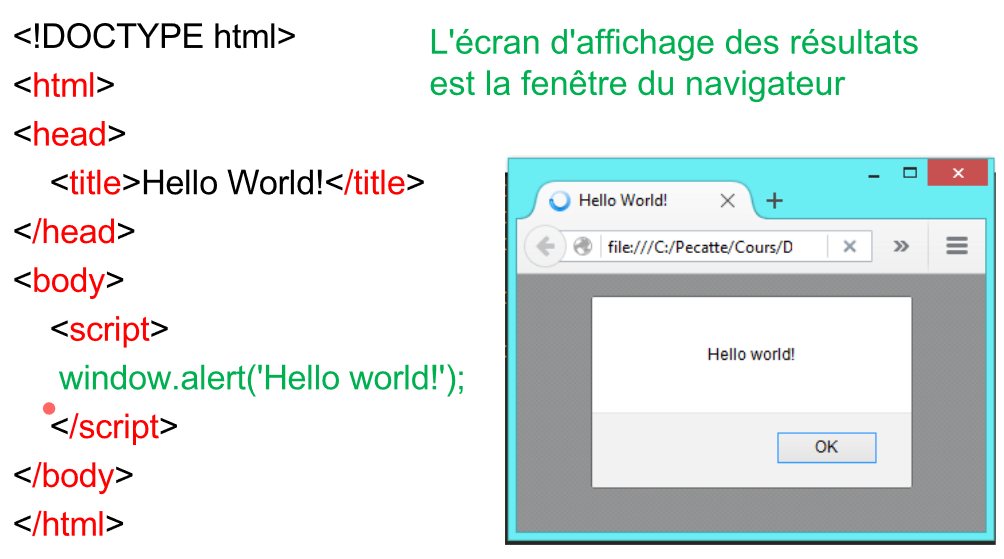 <!DOCTYPE html>
<html>
<head>
<title>Hello World!</title>
</head>
<body>
<script>
window.alert('Hello world!');
</script>
</body>
</html>
L'écran d'affichage des résultats
est la fenêtre du navigateur
Hello World!
file:///C:/Pecatte/Cours/D
Hello world!
OK